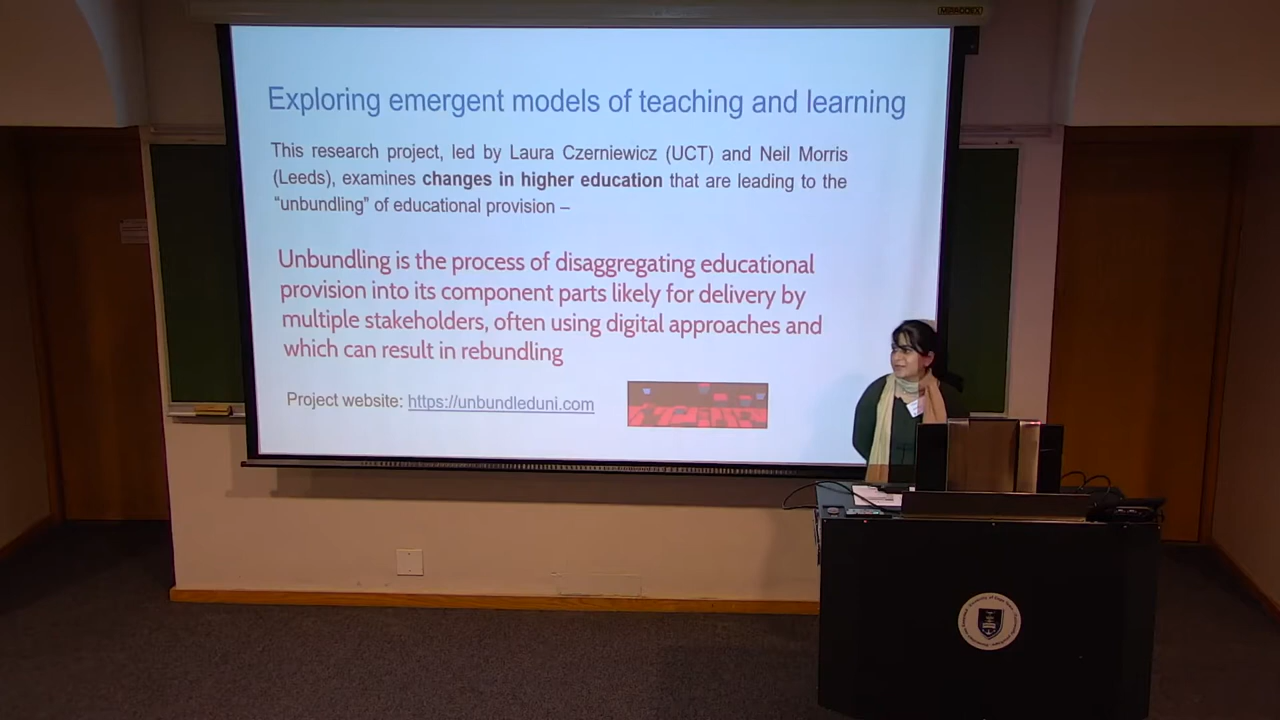 Exploring emergent models of teaching and learning
This research project, led by Laura Czerniewicz (UCT) and Neil Morris
(Leeds), examines changes in higher education that are leading to the
“unbundling” of educational provision –
Unbundling is the process of disaggregating educational
provision into its component parts likely for delivery by
multiple stakeholders, often using digital approaches and
which can result in rebundling
Project website: https://unbundleduni.com